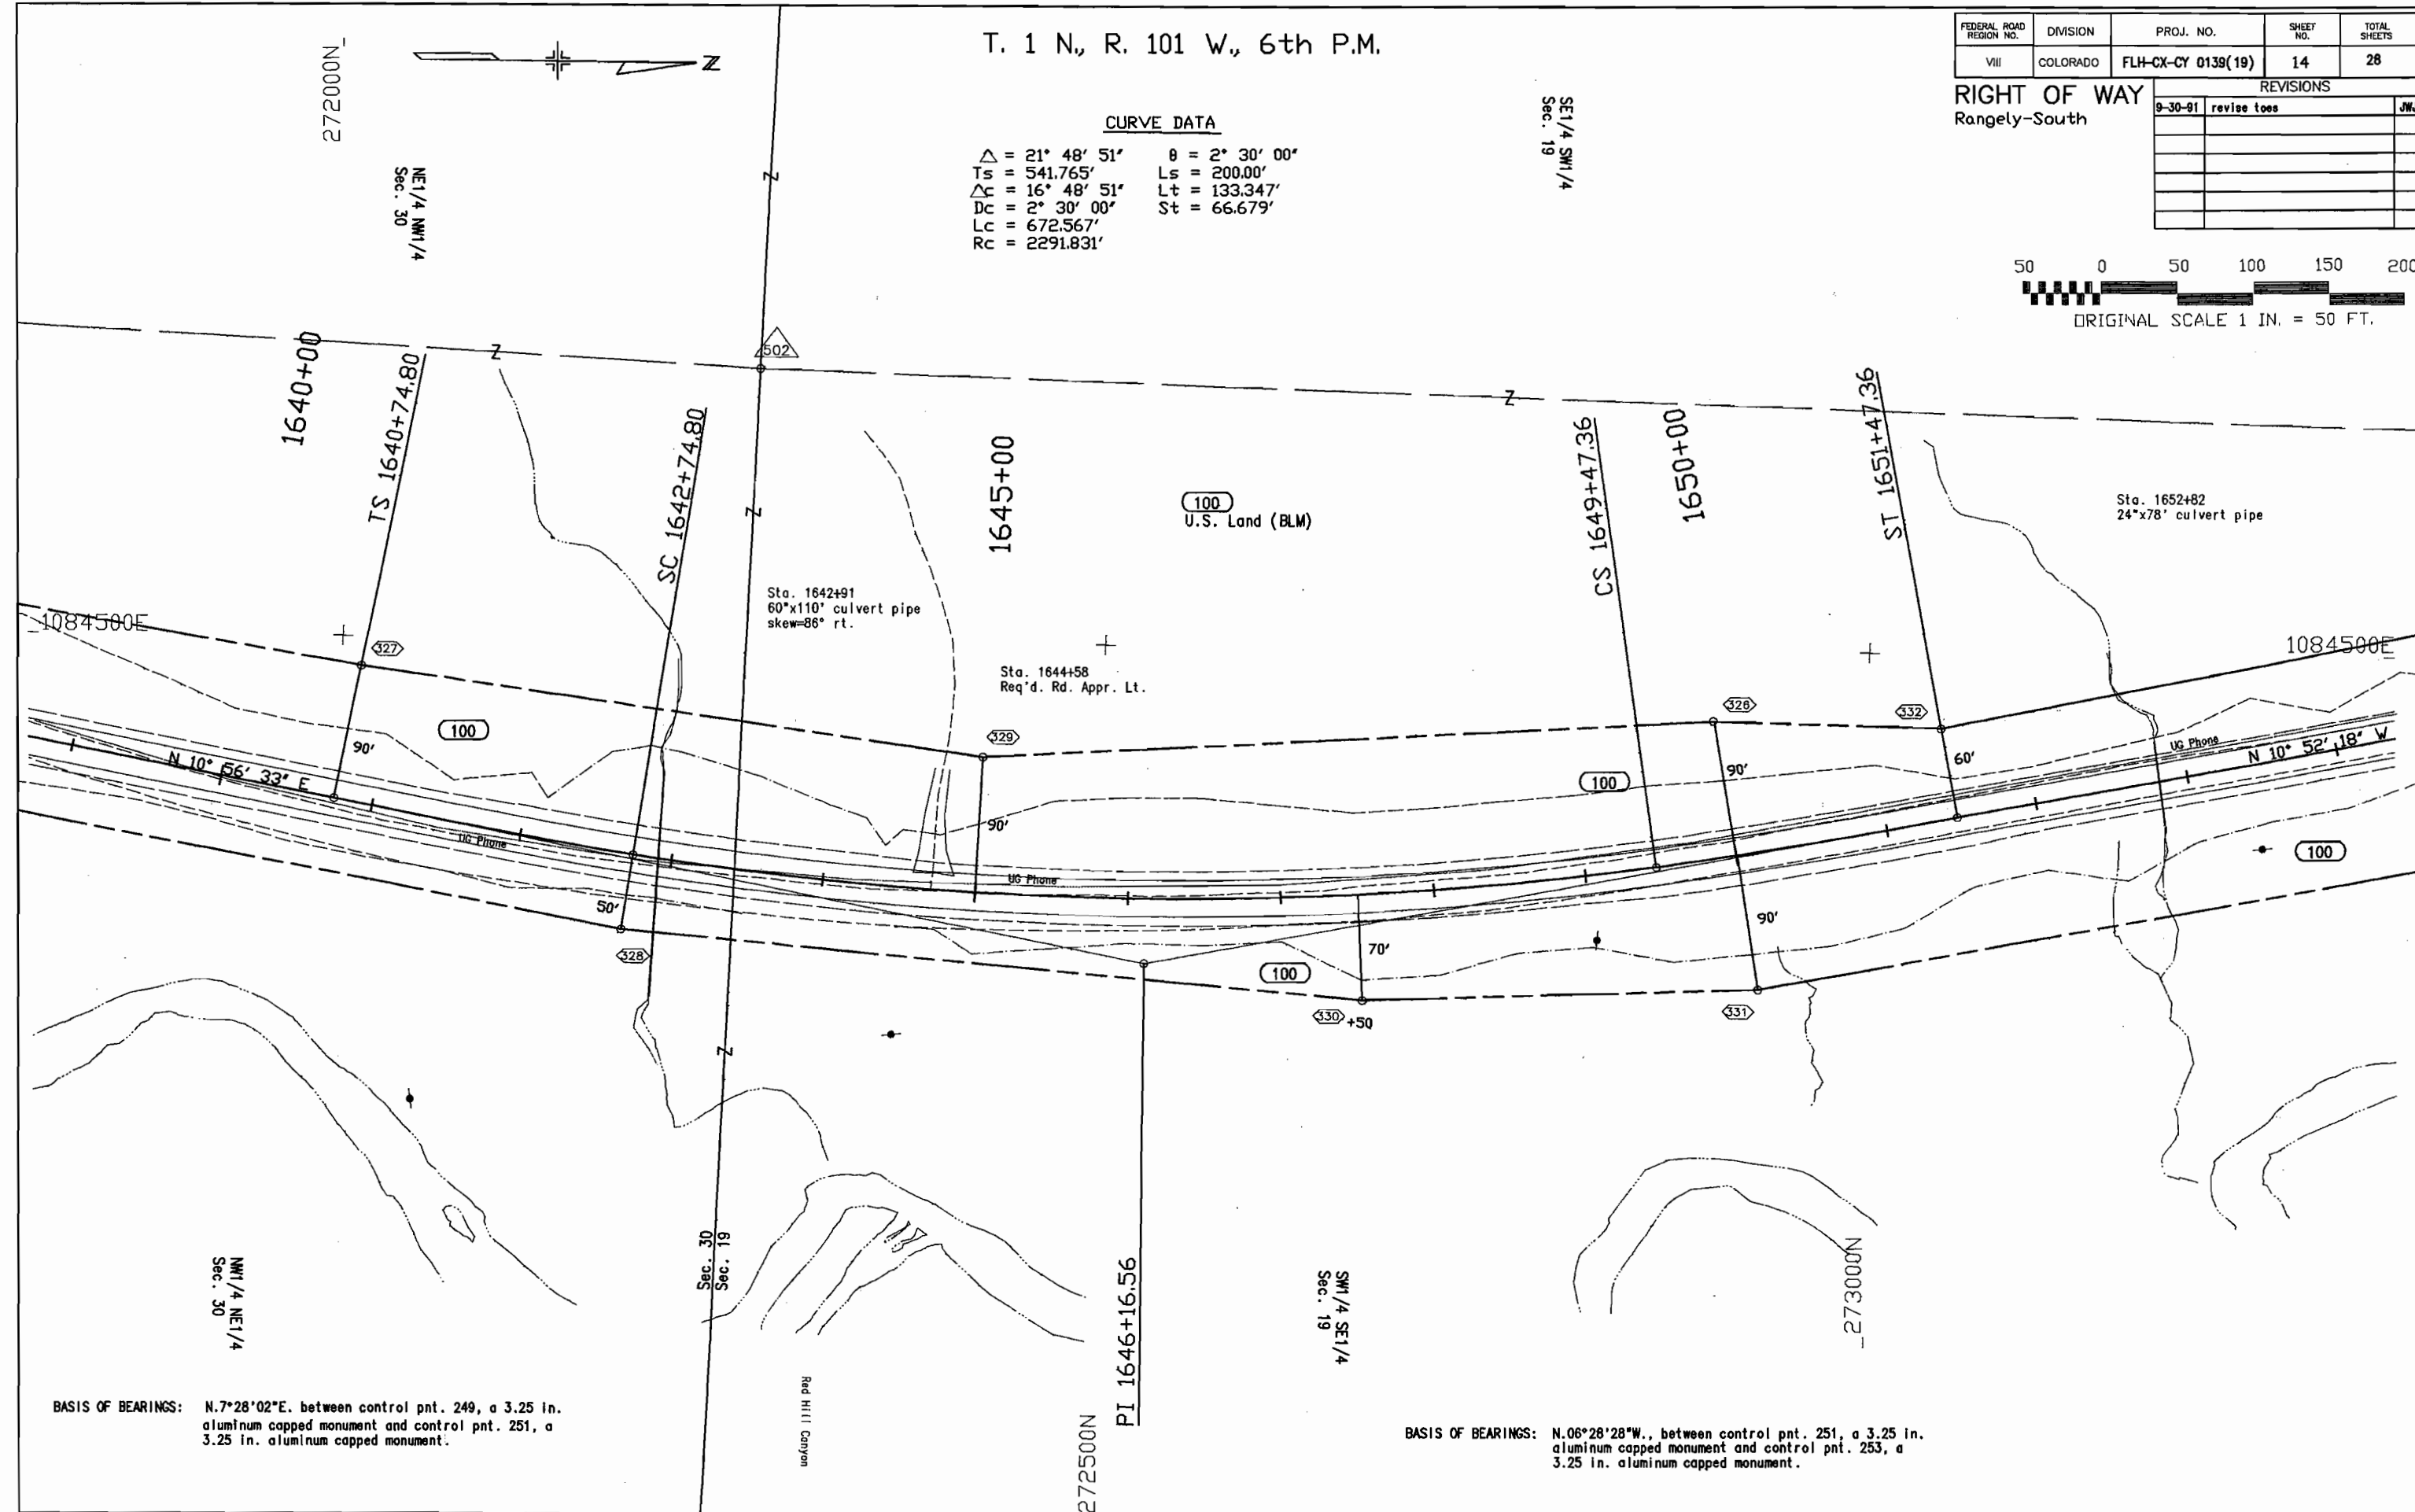 T. 1 N., R. 101 W., 6th P.M.
FEDERAL ROAD REGION NO.
DIVISION
PROJ. NO.
SHEET NO.
TOTAL SHEETS
VIII
COLORADO
FLH-CX-CY 0139(19)
14
28
RIGHT OF WAY
Rangely-South
REVISIONS
9-30-91 revise toes JWJ
50 0 50 100 150 200
ORIGINAL SCALE 1 IN. = 50 FT.
CURVE DATA
△ = 21° 48' 51" θ = 2° 30' 00"
Ts = 541.765' Ls = 200.00'
△c = 16° 48' 51" Lt = 133.347'
Dc = 2° 30' 00" St = 66.679'
Lc = 672.567'
Rc = 2291.831'
272000N
Z
NE1/4 NW1/4
Sec. 30
SE1/4 SW1/4
Sec. 19
Z
Z
502
Z
Z
1640+00
TS 1640+74.80
SC 1642+74.80
1645+00
CS 1649+47.36
1650+00
ST 1651+47.36
100
U.S. Land (BLM)
Sta. 1652+82
24"x78' culvert pipe
Sta. 1642+91
60"x110' culvert pipe
skew=86° rt.
Sta. 1644+58
Req'd. Rd. Appr. Lt.
1084500E
1084500E
327
329
326
332
100
100
90'
90'
90'
60'
N 10° 56' 33" E
UG Phone
UG Phone
UG Phone
N 10° 52' 18" W
100
50'
328
70'
90'
100
330
+50
331
Z
Sec. 30
Sec. 19
PI 1646+16.56
NW1/4 NE1/4
Sec. 30
SW1/4 SE1/4
Sec. 19
273000N
272500N
Red Hill Canyon
BASIS OF BEARINGS: N.7°28'02"E. between control pnt. 249, a 3.25 in.
aluminum capped monument and control pnt. 251, a
3.25 in. aluminum capped monument.
BASIS OF BEARINGS: N.06°28'28"W., between control pnt. 251, a 3.25 in.
aluminum capped monument and control pnt. 253, a
3.25 in. aluminum capped monument.